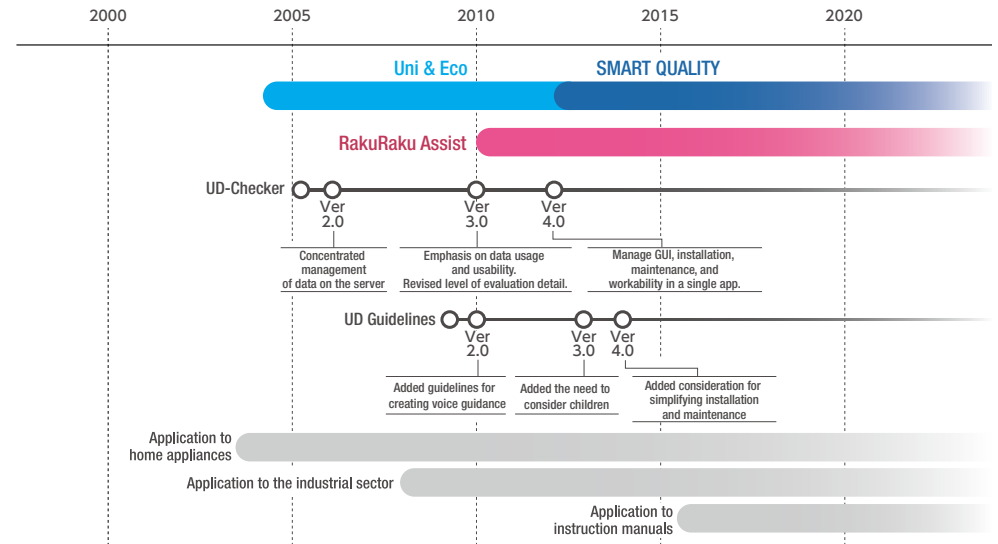 2000 2005 2010 2015 2020
Uni & Eco SMART QUALITY
RakuRaku Assist
UD-Checker
Ver
2.0
Ver
3.0
Ver
4.0
Concentrated
management
of data on the server
Emphasis on data usage
and usability.
Revised level of evaluation detail.
Manage GUI, installation,
maintenance, and
workability in a single app.
UD Guidelines
Ver
2.0
Ver
3.0
Ver
4.0
Added guidelines for
creating voice guidance
Added the need to
consider children
Added consideration for
simplifying installation
and maintenance
Application to
home appliances
Application to the industrial sector
Application to
instruction manuals